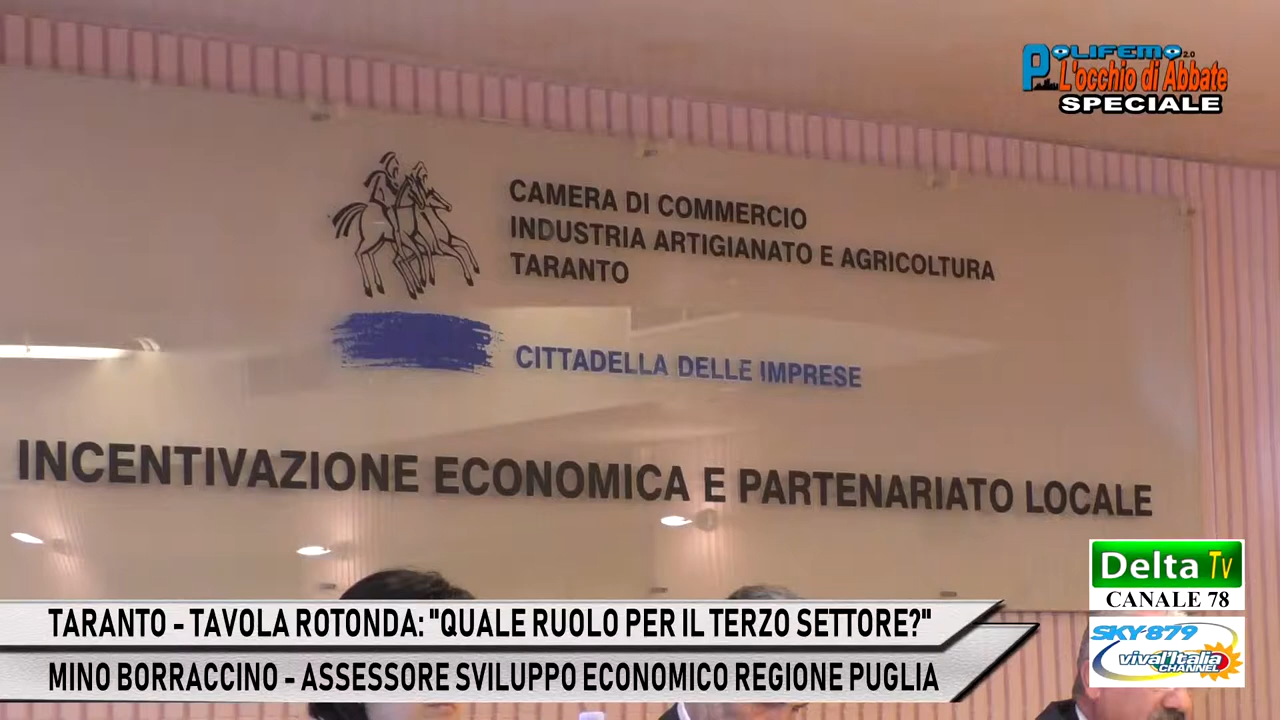 POLIFEMO 2.0
L'occhio di Abbate
SPECIALE
CAMERA DI COMMERCIO
INDUSTRIA ARTIGIANATO E AGRICOLTURA
TARANTO
CITTADELLA DELLE IMPRESE
INCENTIVAZIONE ECONOMICA E PARTENARIATO LOCALE
Delta Tv
CANALE 78
TARANTO – TAVOLA ROTONDA: "QUALE RUOLO PER IL TERZO SETTORE?"
SKY 879
viva l'Italia
CHANNEL
MINO BORRACCINO – ASSESSORE SVILUPPO ECONOMICO REGIONE PUGLIA